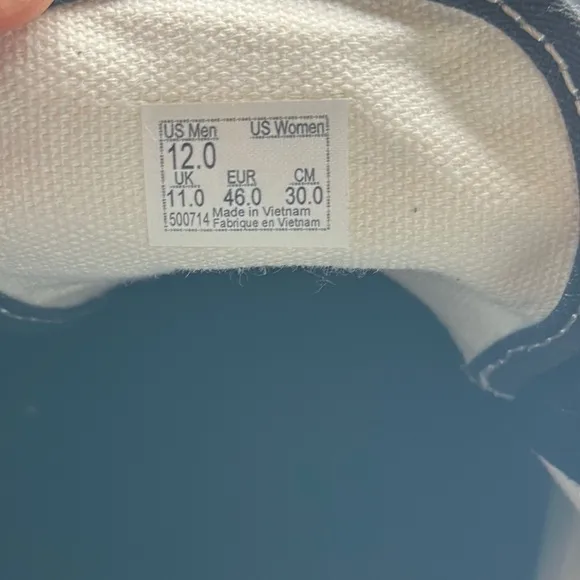 US Men US Women
12.0
UK EUR CM
11.0 46.0 30.0
500714 Made in Vietnam
Fabrique en Vietnam